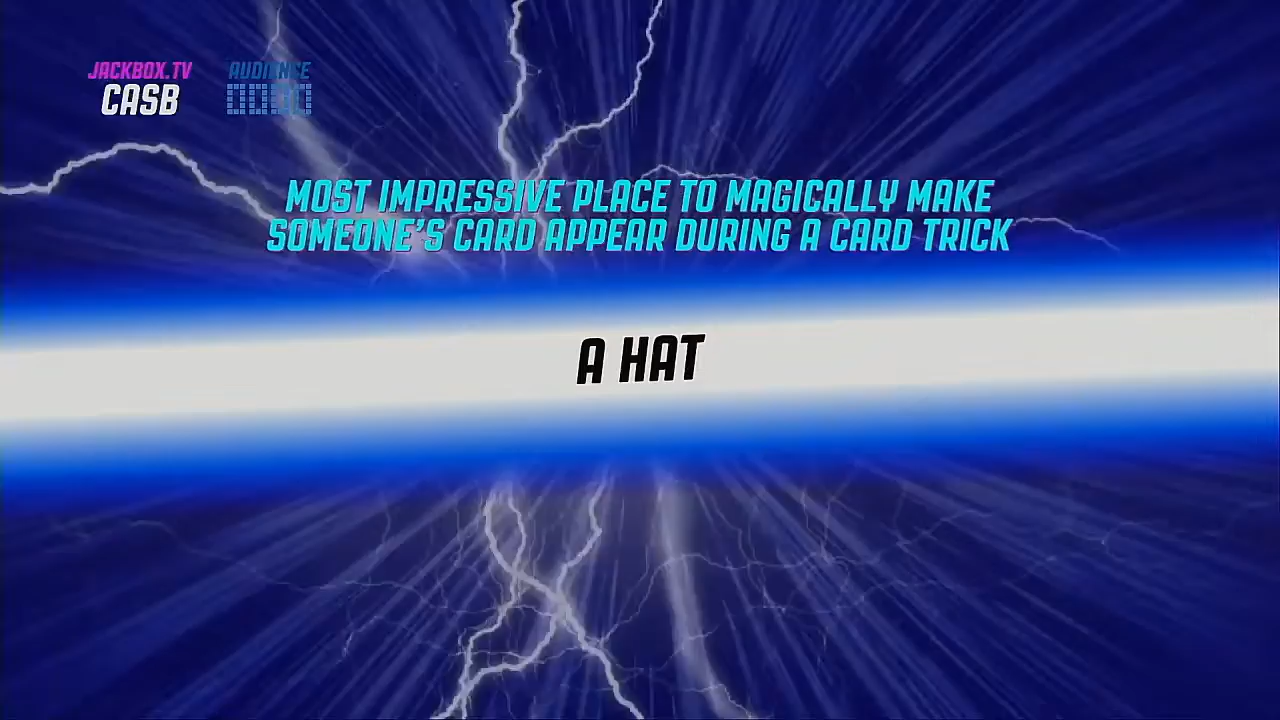 JACKBOX.TV
CASB
AUDIENCE
MOST IMPRESSIVE PLACE TO MAGICALLY MAKE
SOMEONE'S CARD APPEAR DURING A CARD TRICK
A HAT